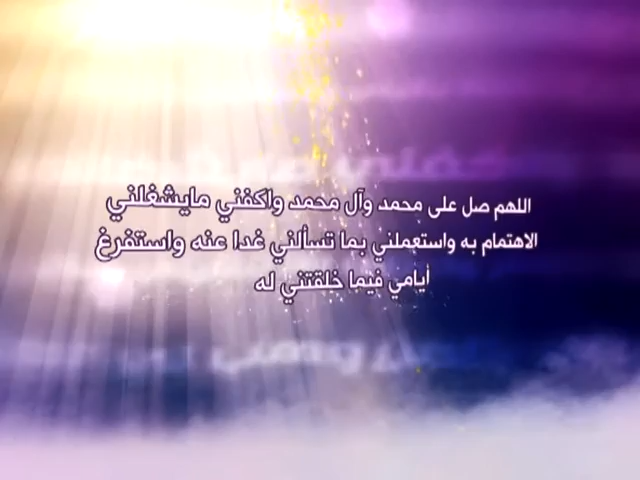 اللهم صل على محمد وآل محمد واكفني مايشغلني
الاهتمام به واستعملني بما تسألني غدا عنه واستفرغ
أيامي فيما خلقتني له